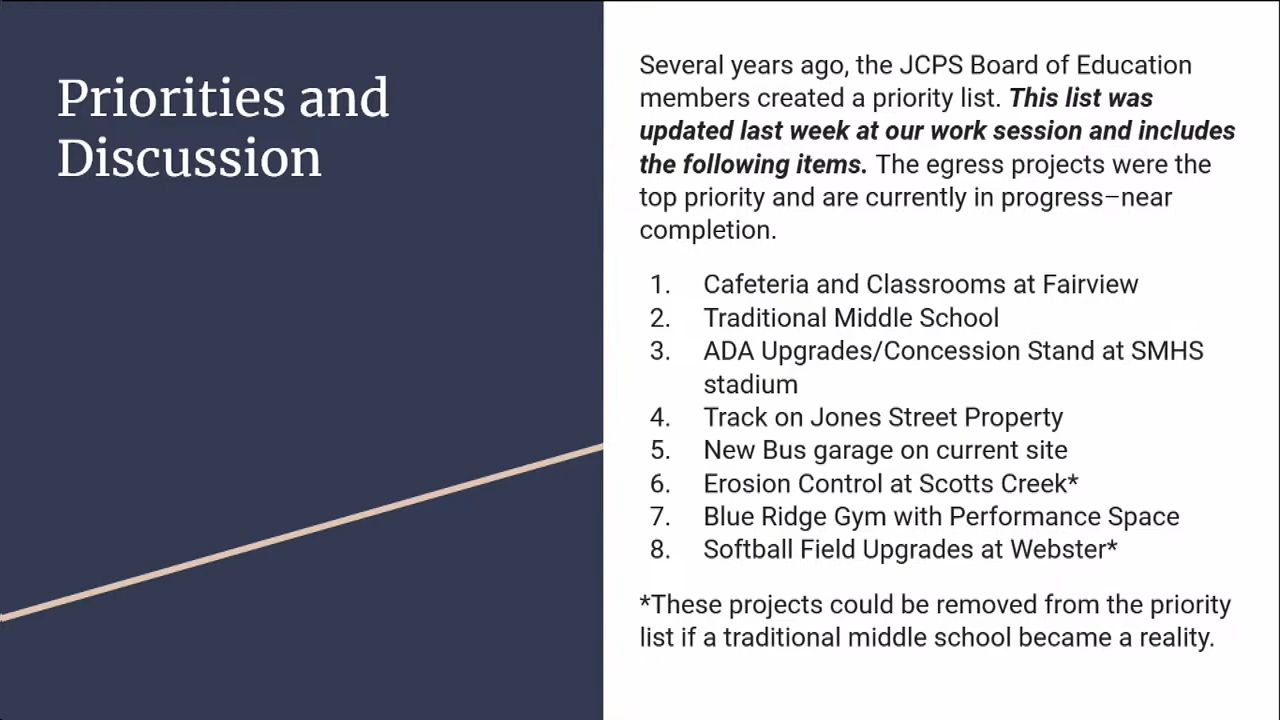 Priorities and
Discussion
Several years ago, the JCPS Board of Education
members created a priority list. This list was
updated last week at our work session and includes
the following items. The egress projects were the
top priority and are currently in progress–near
completion.
1. Cafeteria and Classrooms at Fairview
2. Traditional Middle School
3. ADA Upgrades/Concession Stand at SMHS
stadium
4. Track on Jones Street Property
5. New Bus garage on current site
6. Erosion Control at Scotts Creek*
7. Blue Ridge Gym with Performance Space
8. Softball Field Upgrades at Webster*
*These projects could be removed from the priority
list if a traditional middle school became a reality.